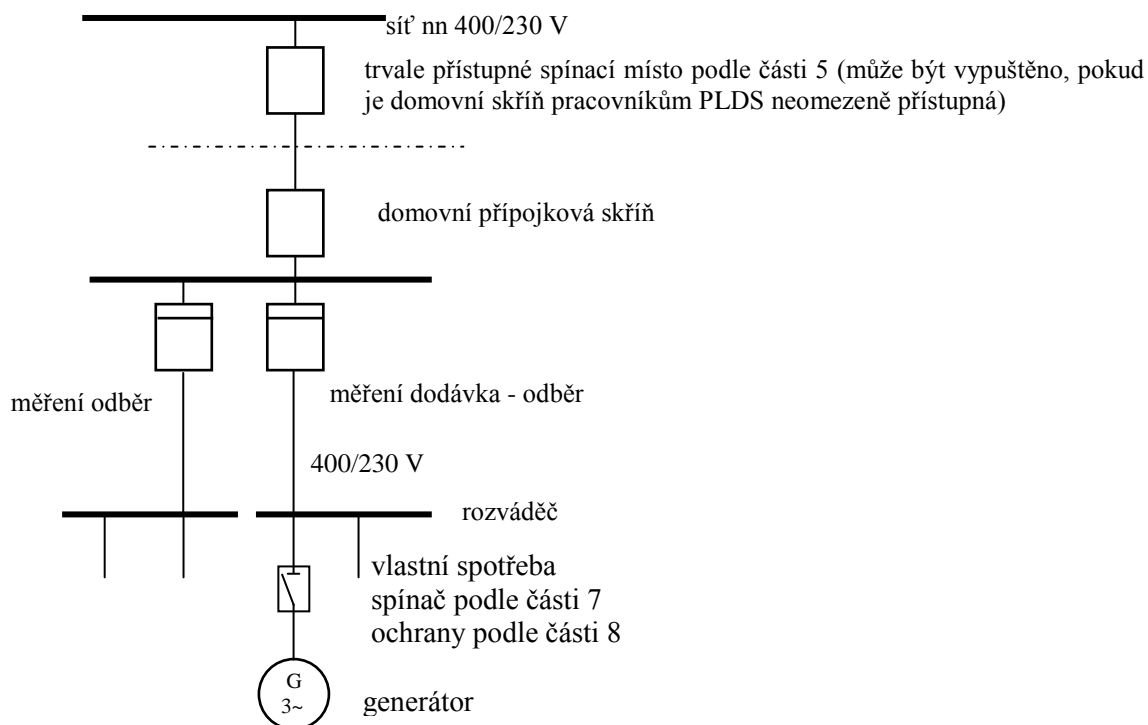 síť nn 400/230 V
trvale přístupné spínací místo podle části 5 (může být vypuštěno, pokud
je domovní skříň pracovníkům PLDS neomezeně přístupná)
domovní přípojková skříň
měření odběr
měření dodávka - odběr
400/230 V
rozváděč
vlastní spotřeba
spínač podle části 7
ochrany podle části 8
G
3~
generátor